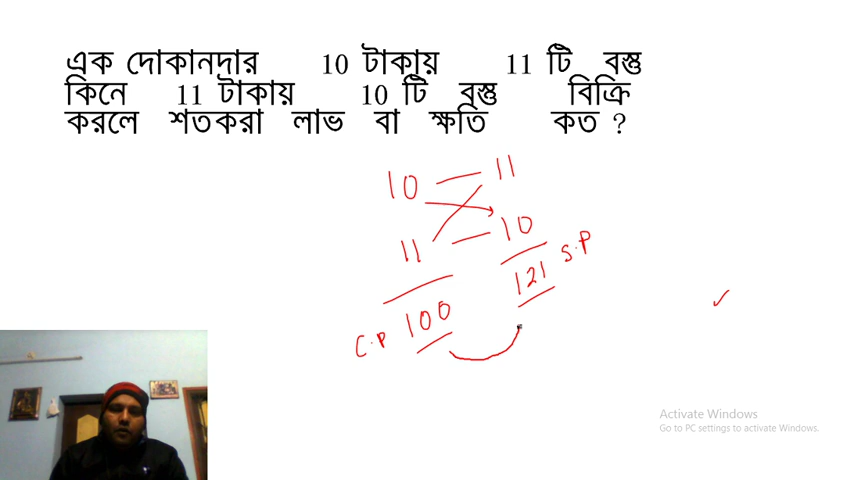 এক দোকানদার 10 টাকায় 11 টি বস্তু
কিনে 11 টাকায় 10 টি বস্তু বিক্রি
করলে শতকরা লাভ বা ক্ষতি কত ?
10 — 11
11 — 10
C.P 100 121 S.P
Activate Windows
Go to PC settings to activate Windows.